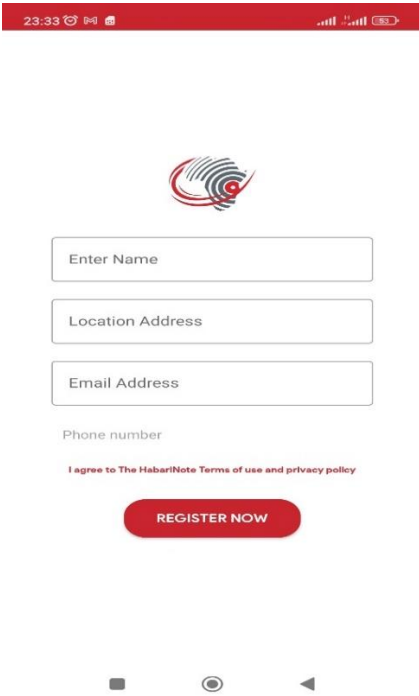 23:33
53
Enter Name
Location Address
Email Address
Phone number
I agree to The HabariNote Terms of use and privacy policy
REGISTER NOW